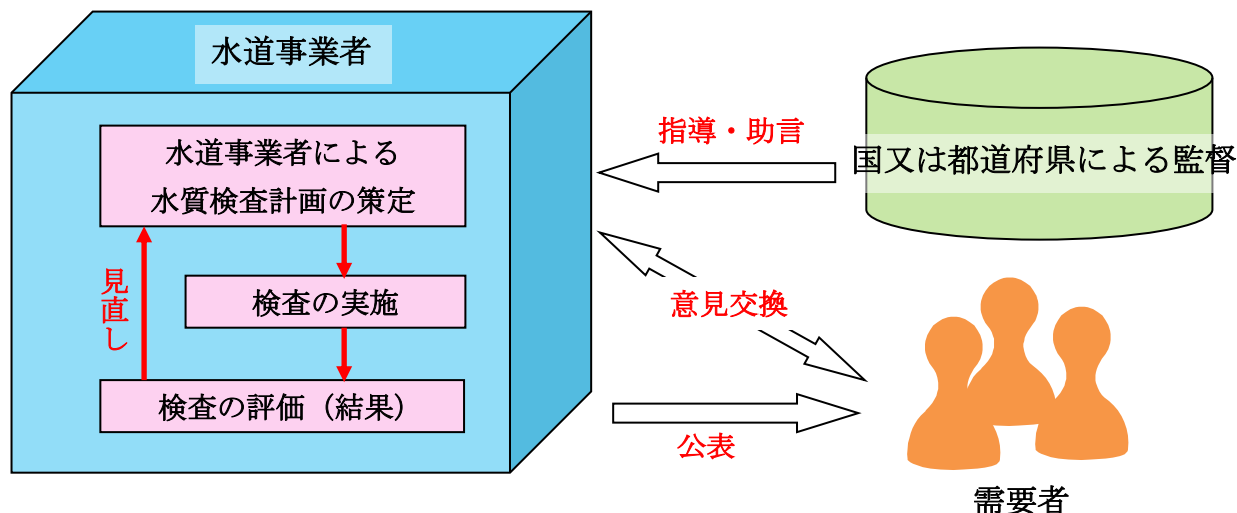 水道事業者
水道事業者による
水質検査計画の策定
検査の実施
検査の評価（結果）
見直し
指導・助言
国又は都道府県による監督
意見交換
公表
需要者